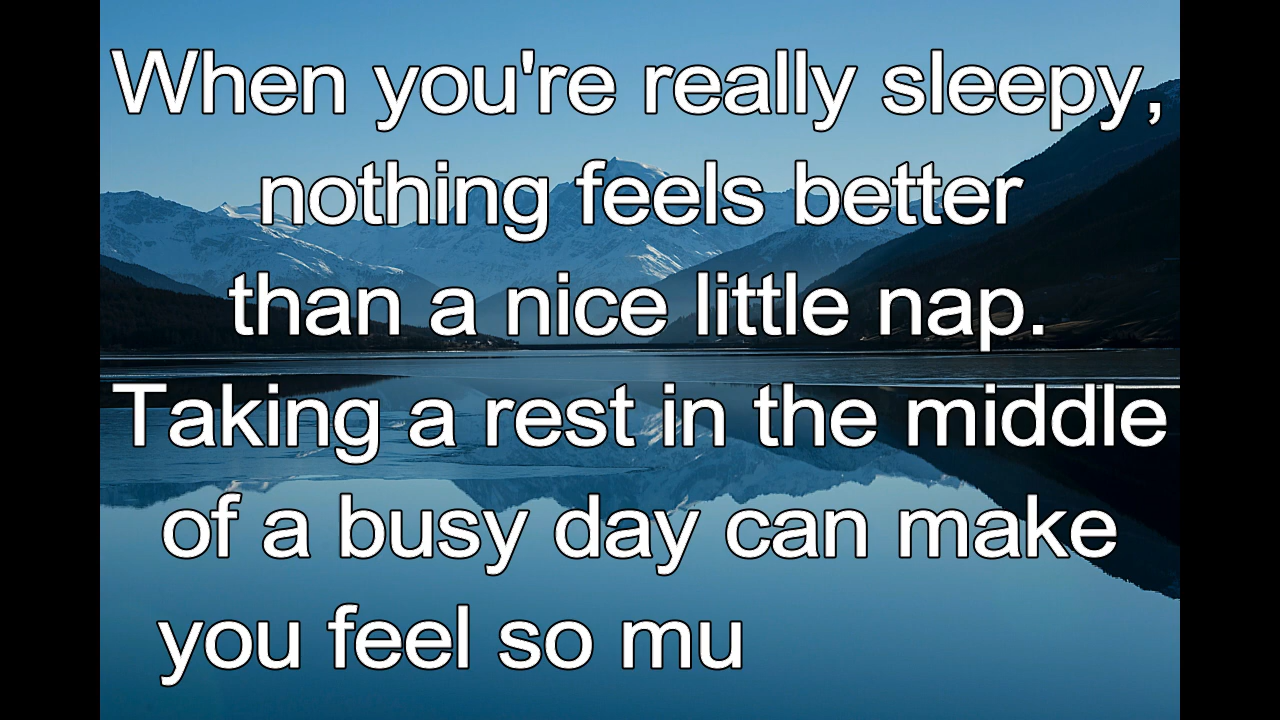 When you're really sleepy,
nothing feels better
than a nice little nap.
Taking a rest in the middle
of a busy day can make
you feel so mu